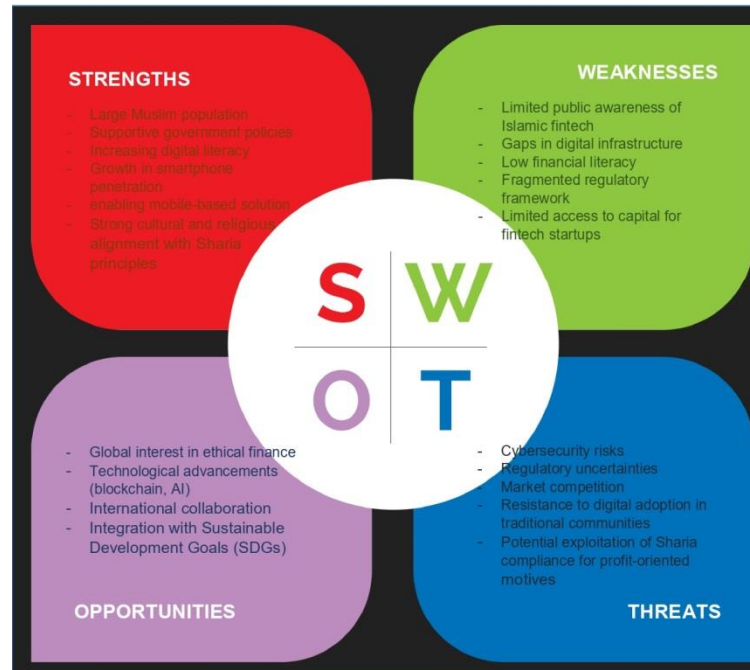 STRENGTHS
- Large Muslim population
- Supportive government policies
- Increasing digital literacy
- Growth in smartphone
penetration
- enabling mobile-based solution
- Strong cultural and religious
alignment with Sharia
principles
WEAKNESSES
- Limited public awareness of
Islamic fintech
- Gaps in digital infrastructure
- Low financial literacy
- Fragmented regulatory
framework
- Limited access to capital for
fintech startups
S W
O T
- Global interest in ethical finance
- Technological advancements
(blockchain, AI)
- International collaboration
- Integration with Sustainable
Development Goals (SDGs)
OPPORTUNITIES
- Cybersecurity risks
- Regulatory uncertainties
- Market competition
- Resistance to digital adoption in
traditional communities
- Potential exploitation of Sharia
compliance for profit-oriented
motives
THREATS